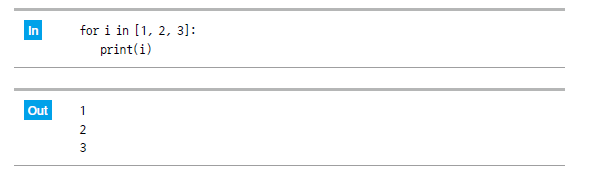 In
for i in [1, 2, 3]:
    print(i)
Out
1
2
3